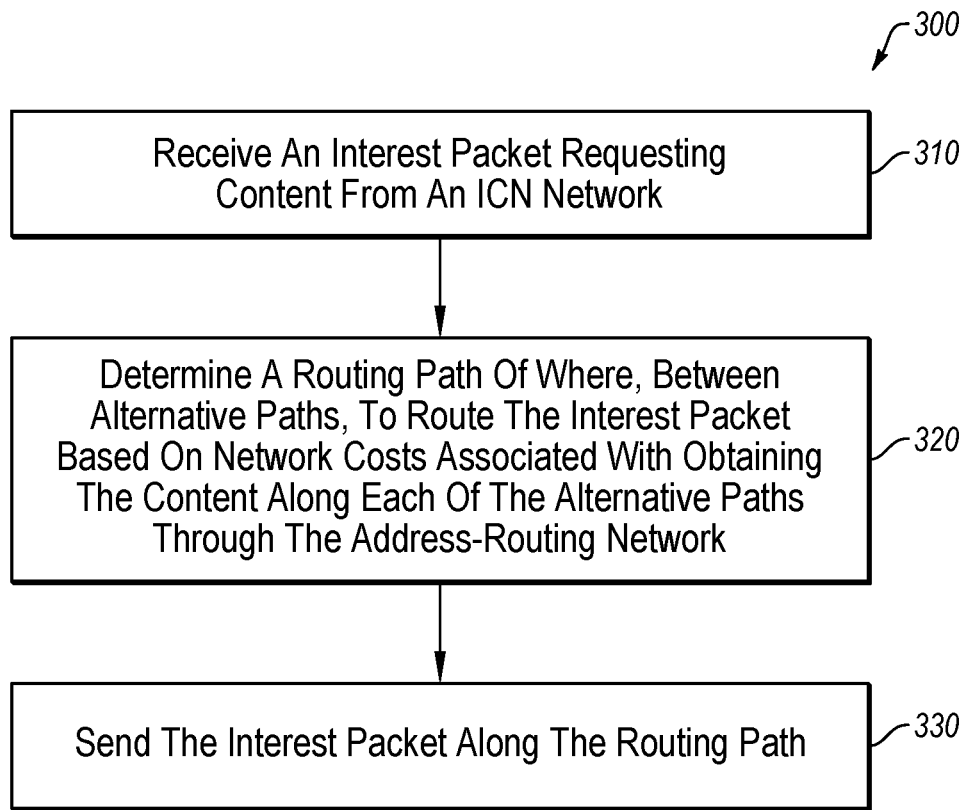 300
Receive An Interest Packet Requesting
Content From An ICN Network
310
Determine A Routing Path Of Where, Between
Alternative Paths, To Route The Interest Packet
Based On Network Costs Associated With Obtaining
The Content Along Each Of The Alternative Paths
Through The Address-Routing Network
320
Send The Interest Packet Along The Routing Path
330